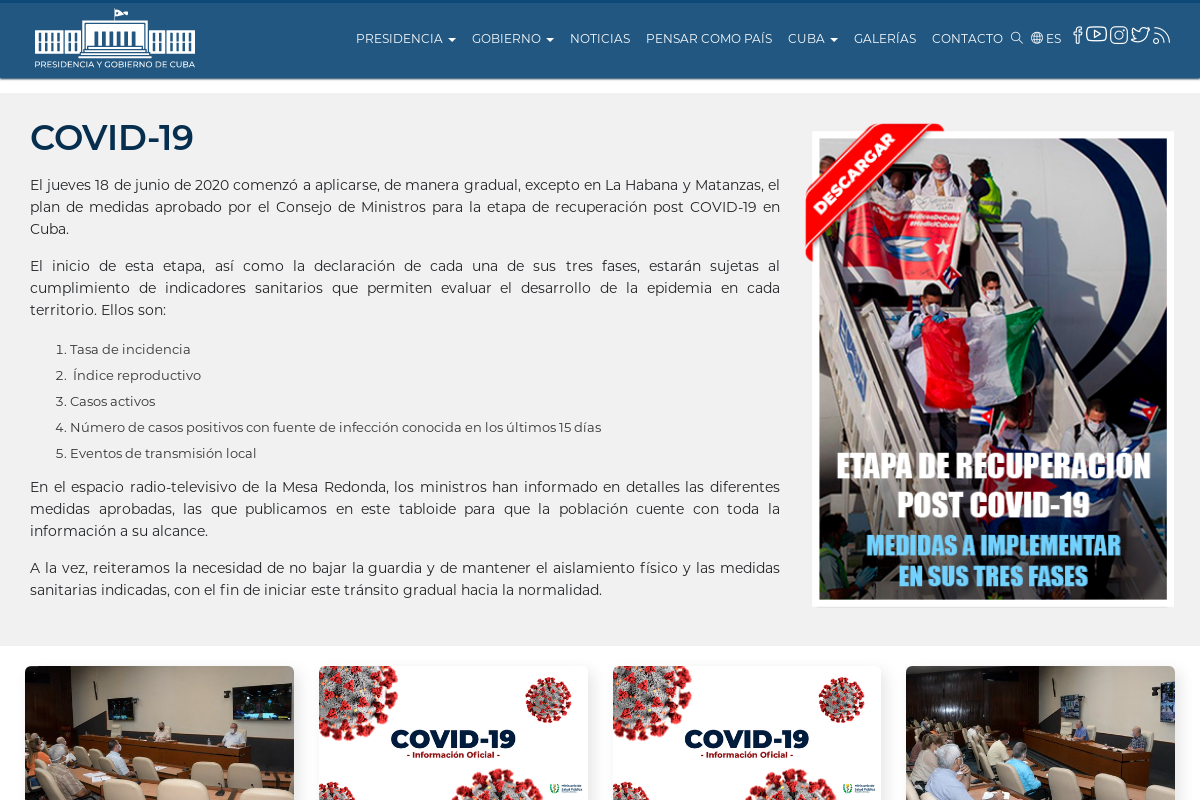 PRESIDENCIA Y GOBIERNO DE CUBA
PRESIDENCIA GOBIERNO NOTICIAS PENSAR COMO PAÍS CUBA GALERÍAS CONTACTO ES
COVID-19
El jueves 18 de junio de 2020 comenzó a aplicarse, de manera gradual, excepto en La Habana y Matanzas, el
plan de medidas aprobado por el Consejo de Ministros para la etapa de recuperación post COVID-19 en
Cuba.
El inicio de esta etapa, así como la declaración de cada una de sus tres fases, estarán sujetas al
cumplimiento de indicadores sanitarios que permiten evaluar el desarrollo de la epidemia en cada
territorio. Ellos son:
1. Tasa de incidencia
2. Índice reproductivo
3. Casos activos
4. Número de casos positivos con fuente de infección conocida en los últimos 15 días
5. Eventos de transmisión local
En el espacio radio-televisivo de la Mesa Redonda, los ministros han informado en detalles las diferentes
medidas aprobadas, las que publicamos en este tabloide para que la población cuente con toda la
información a su alcance.
A la vez, reiteramos la necesidad de no bajar la guardia y de mantener el aislamiento físico y las medidas
sanitarias indicadas, con el fin de iniciar este tránsito gradual hacia la normalidad.
DESCARGAR
ETAPA DE RECUPERACIÓN
POST COVID-19
MEDIDAS A IMPLEMENTAR
EN SUS TRES FASES
COVID-19
- Información Oficial -
COVID-19
- Información Oficial -